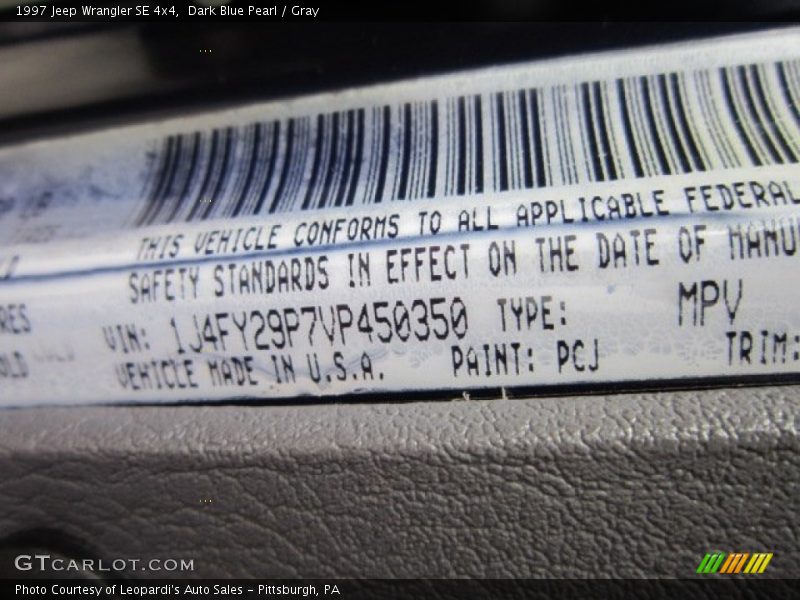 1997 Jeep Wrangler SE 4x4, Dark Blue Pearl / Gray
THIS VEHICLE CONFORMS TO ALL APPLICABLE FEDERAL
SAFETY STANDARDS IN EFFECT ON THE DATE OF MANU
VIN: 1J4FY29P7VP450350 TYPE: MPV
VEHICLE MADE IN U.S.A. PAINT: PCJ TRIM:
GTCARLOT.COM
Photo Courtesy of Leopardi's Auto Sales - Pittsburgh, PA